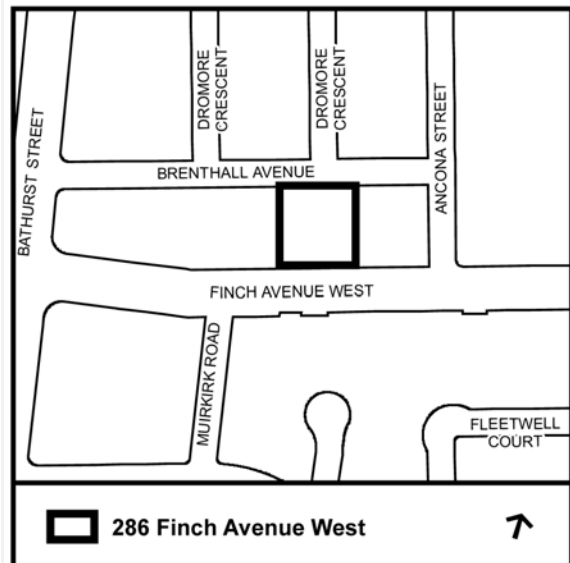 DROMORE
CRESCENT
DROMORE
CRESCENT
BATHURST STREET
BRENTHALL AVENUE
ANCONA STREET
FINCH AVENUE WEST
MUIRKIRK ROAD
FLEETWELL
COURT
286 Finch Avenue West